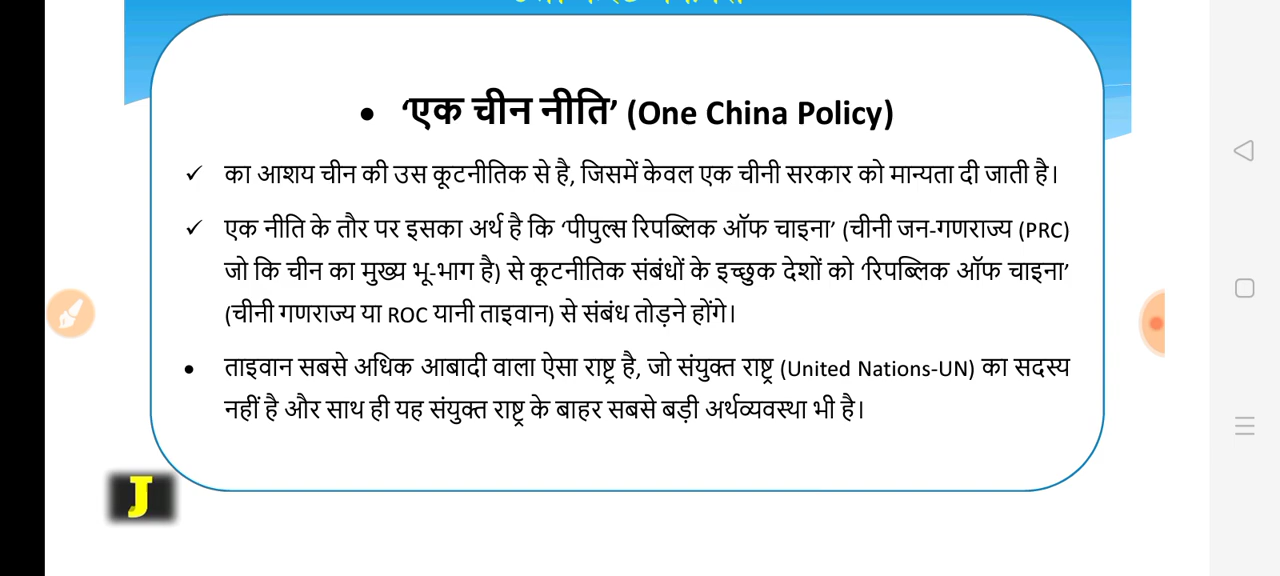 • ‘एक चीन नीति’ (One China Policy)
✓ का आशय चीन की उस कूटनीतिक से है, जिसमें केवल एक चीनी सरकार को मान्यता दी जाती है।
✓ एक नीति के तौर पर इसका अर्थ है कि ‘पीपुल्स रिपब्लिक ऑफ चाइना’ (चीनी जन-गणराज्य (PRC)
जो कि चीन का मुख्य भू-भाग है) से कूटनीतिक संबंधों के इच्छुक देशों को ‘रिपब्लिक ऑफ चाइना’
(चीनी गणराज्य या ROC यानी ताइवान) से संबंध तोड़ने होंगे।
• ताइवान सबसे अधिक आबादी वाला ऐसा राष्ट्र है, जो संयुक्त राष्ट्र (United Nations-UN) का सदस्य
नहीं है और साथ ही यह संयुक्त राष्ट्र के बाहर सबसे बड़ी अर्थव्यवस्था भी है।
J